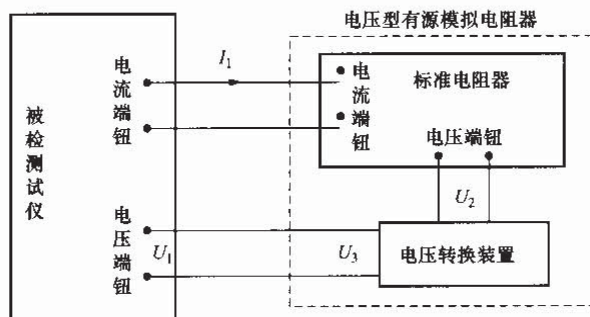 电压型有源模拟电阻器
被检测试仪
电流端钮
I₁
电流端钮
标准电阻器
电压端钮
U₂
电压端钮
U₁
U₃
电压转换装置